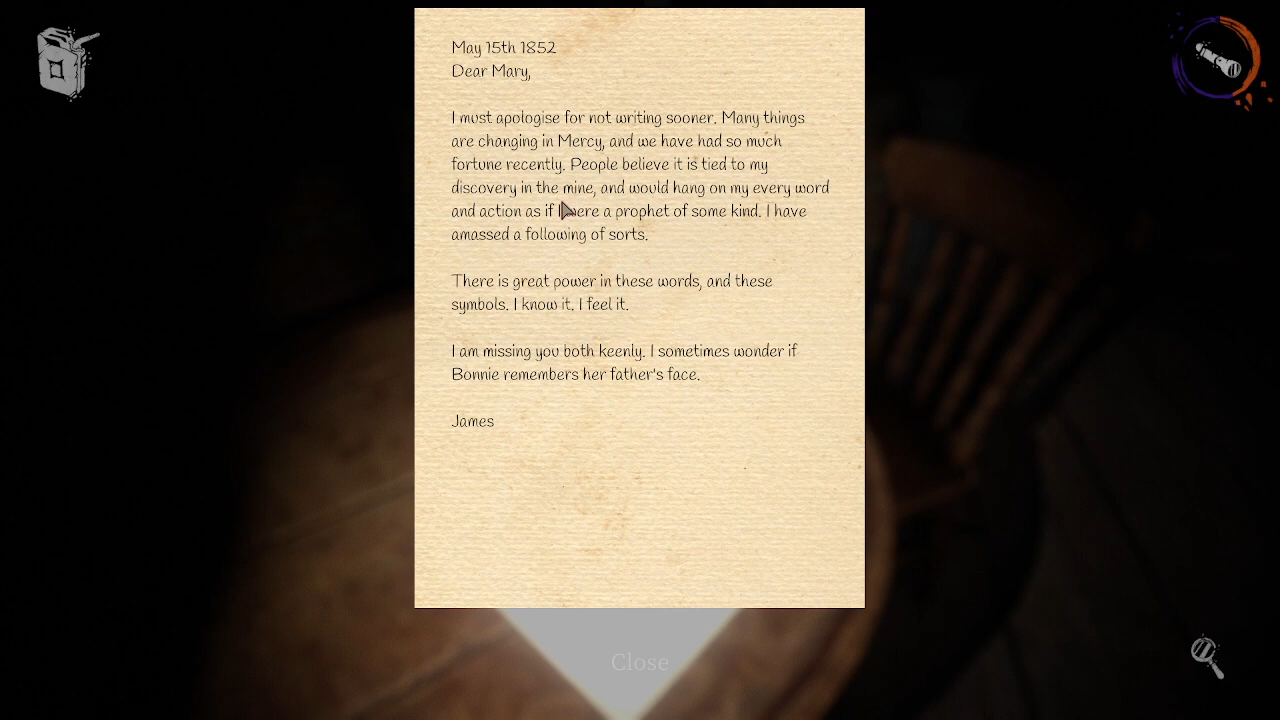 May 15th 1852
Dear Mary,
I must apologise for not writing sooner. Many things
are changing in Mercy, and we have had so much
fortune recently. People believe it is tied to my
discovery in the mine, and would hang on my every word
and action as if I were a prophet of some kind. I have
amassed a following of sorts.
There is great power in these words, and these
symbols. I know it. I feel it.
I am missing you both keenly. I sometimes wonder if
Bonnie remembers her father's face.
James
Close